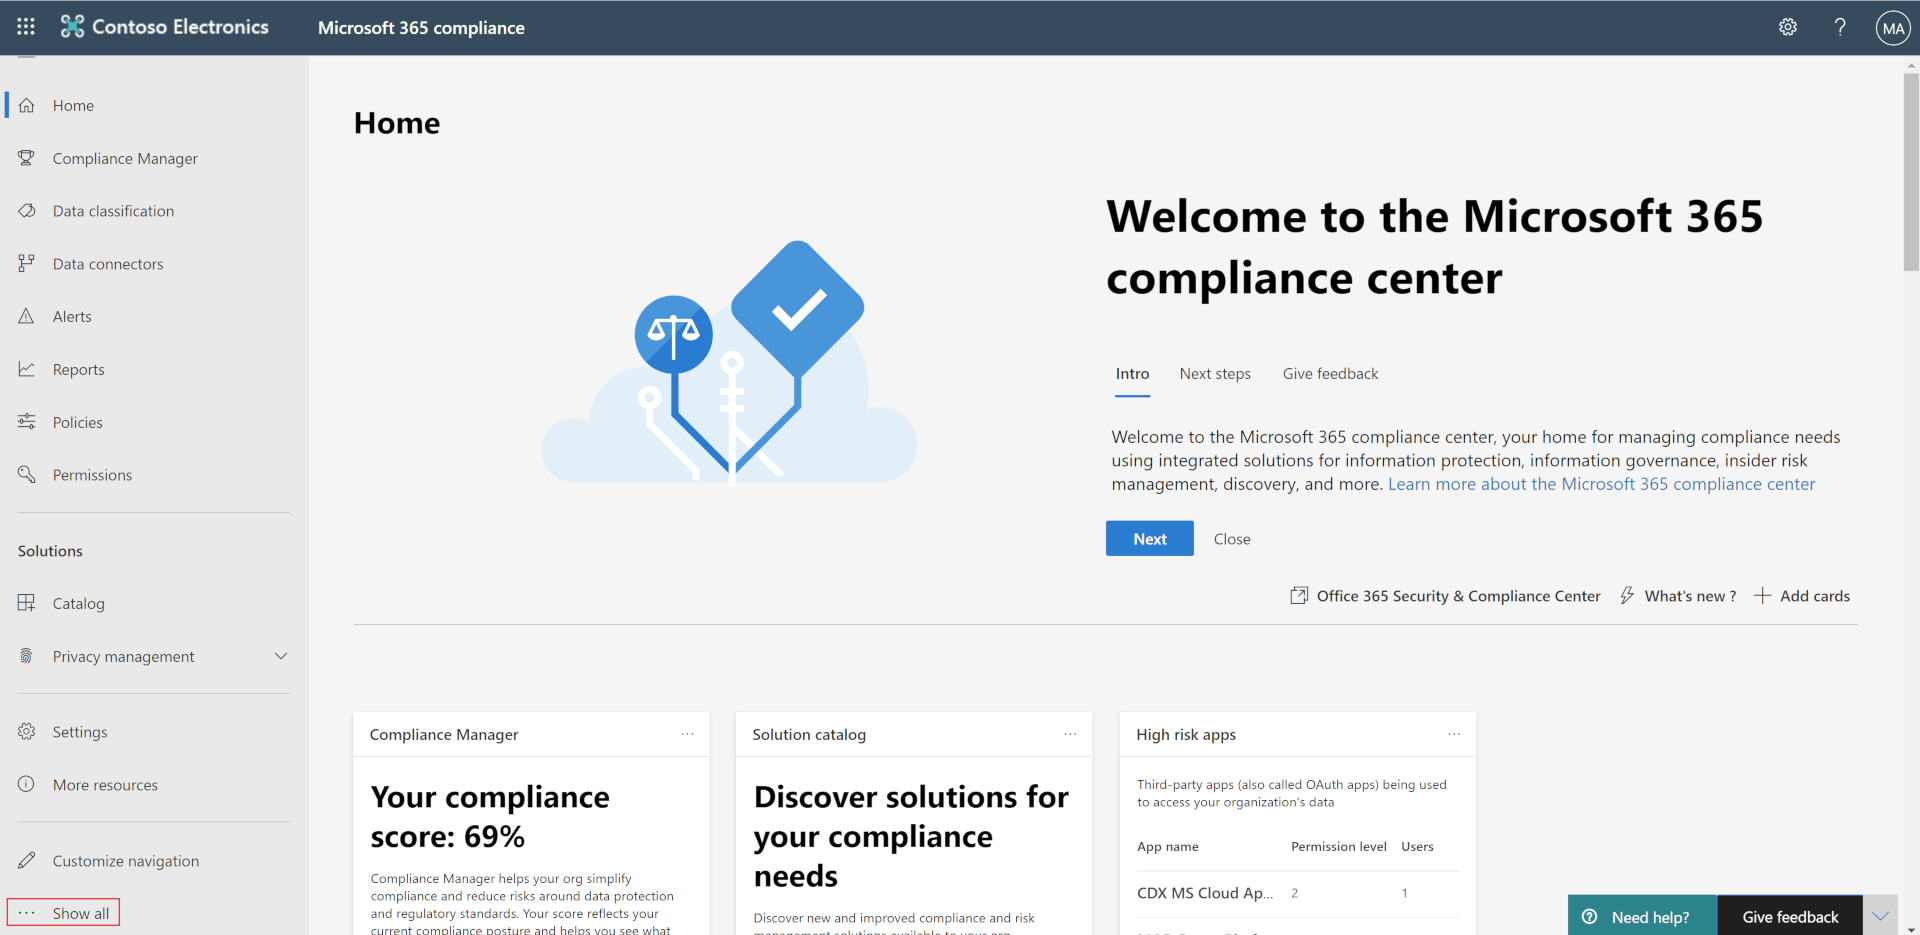 Contoso Electronics
Microsoft 365 compliance
?
MA
Home
Compliance Manager
Data classification
Data connectors
Alerts
Reports
Policies
Permissions
Solutions
Catalog
Privacy management
Settings
More resources
Customize navigation
... Show all
Home
Welcome to the Microsoft 365
compliance center
Intro Next steps Give feedback
Welcome to the Microsoft 365 compliance center, your home for managing compliance needs
using integrated solutions for information protection, information governance, insider risk
management, discovery, and more. Learn more about the Microsoft 365 compliance center
Next Close
Office 365 Security & Compliance Center What's new ? Add cards
Compliance Manager ...
Your compliance
score: 69%
Compliance Manager helps your org simplify
compliance and reduce risks around data protection
and regulatory standards. Your score reflects your
current compliance posture and helps you see what
Solution catalog ...
Discover solutions for
your compliance
needs
Discover new and improved compliance and risk
management solutions available to your org
High risk apps ...
Third-party apps (also called OAuth apps) being used
to access your organization's data
App name Permission level Users
CDX MS Cloud Ap... 2 1
Need help? Give feedback